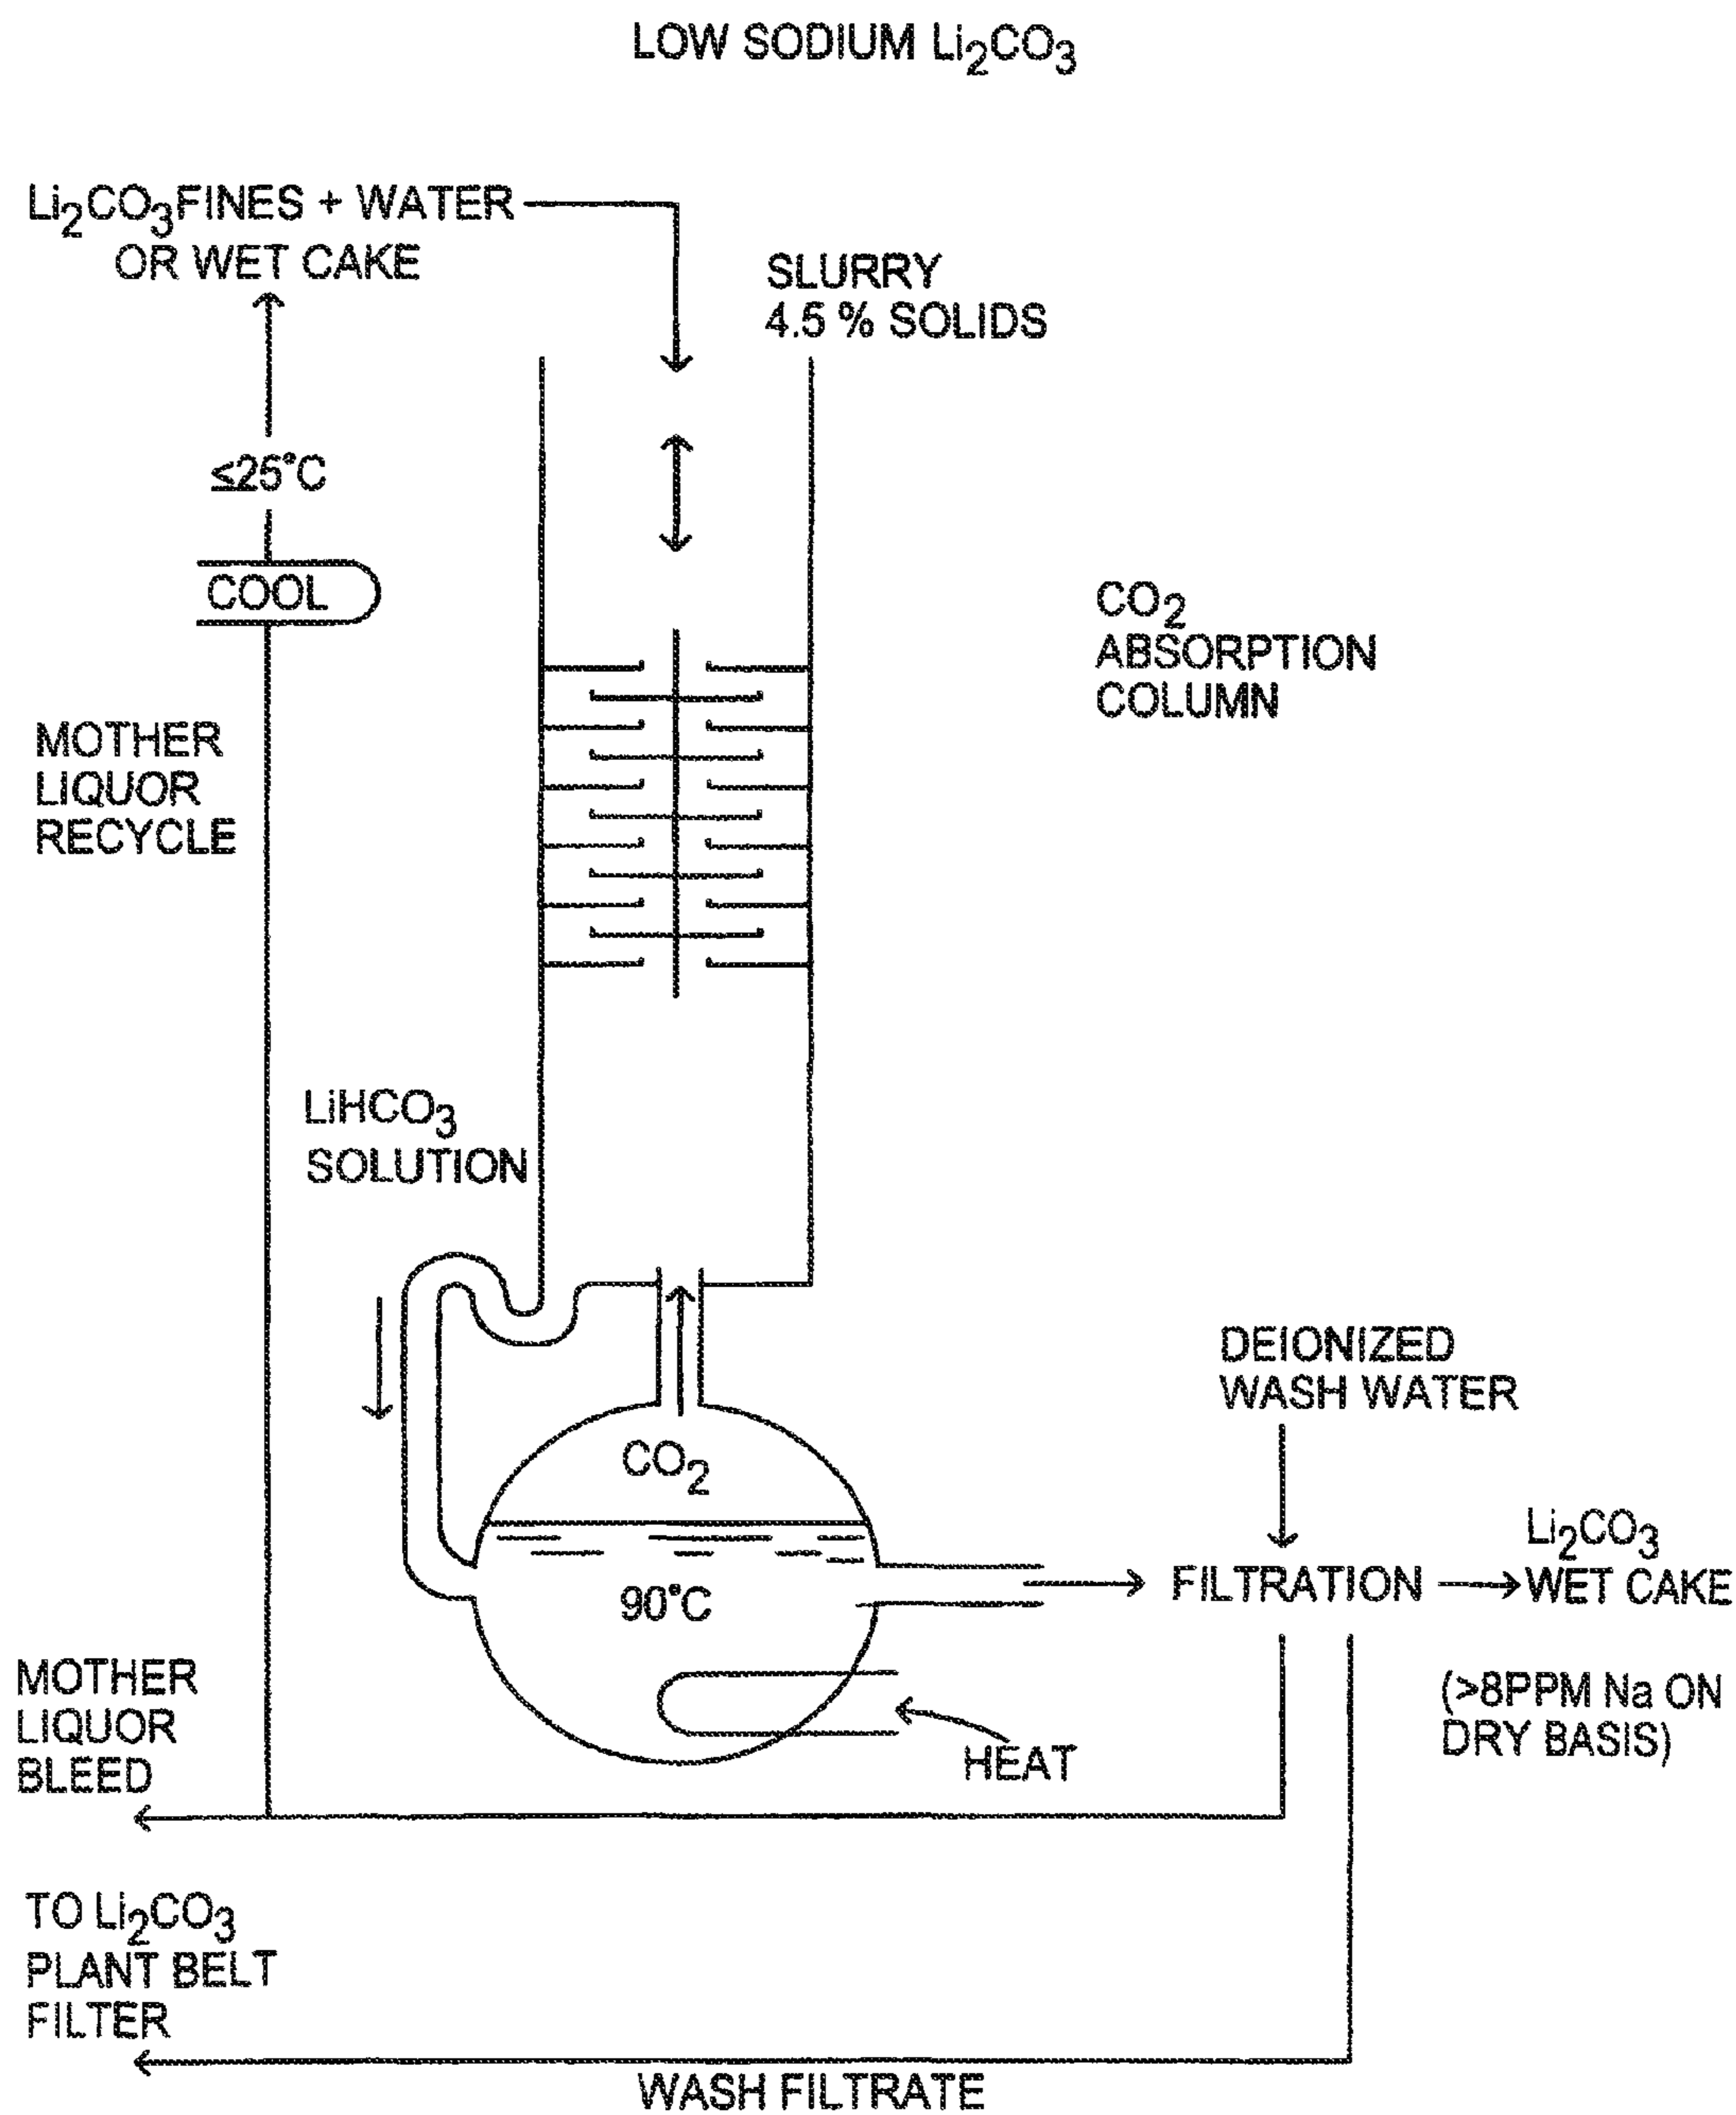 LOW SODIUM Li2CO3
Li2CO3FINES + WATER
OR WET CAKE
SLURRY
4.5 % SOLIDS
≤25°C
COOL
CO2
ABSORPTION
COLUMN
MOTHER
LIQUOR
RECYCLE
LiHCO3
SOLUTION
DEIONIZED
WASH WATER
CO2
90°C
FILTRATION
Li2CO3
WET CAKE
(>8PPM Na ON
DRY BASIS)
HEAT
MOTHER
LIQUOR
BLEED
TO Li2CO3
PLANT BELT
FILTER
WASH FILTRATE